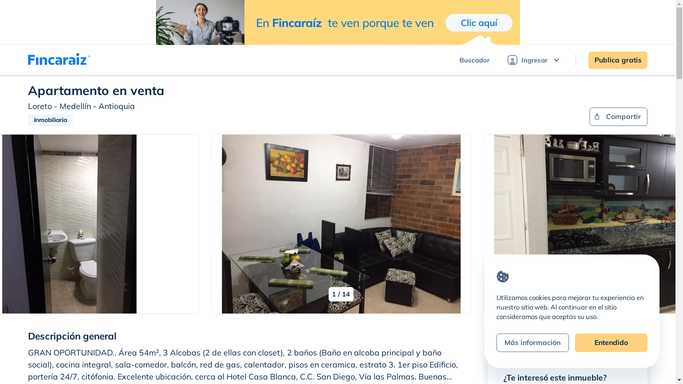 En Fincaraíz te ven porque te ven
Clic aquí
Fincaraíz
Buscador
Ingresar
Publica gratis
Apartamento en venta
Loreto - Medellín - Antioquia
Inmobiliaria
Compartir
1 / 14
Utilizamos cookies para mejorar tu experiencia en
nuestro sitio web. Al continuar en el sitio
consideramos que aceptas su uso.
Más información
Entendido
Descripción general
GRAN OPORTUNIDAD.. Área 54m², 3 Alcobas (2 de ellas con closet), 2 baños (Baño en alcoba principal y baño
social), cocina integral, sala-comedor, balcón, red de gas, calentador, pisos en ceramica. estrato 3. 1er piso Edificio,
portería 24/7, citófonia. Excelente ubicación, cerca al Hotel Casa Blanca, C.C. San Diego, Vía las Palmas. Buenas...
¿Te interesó este inmueble?